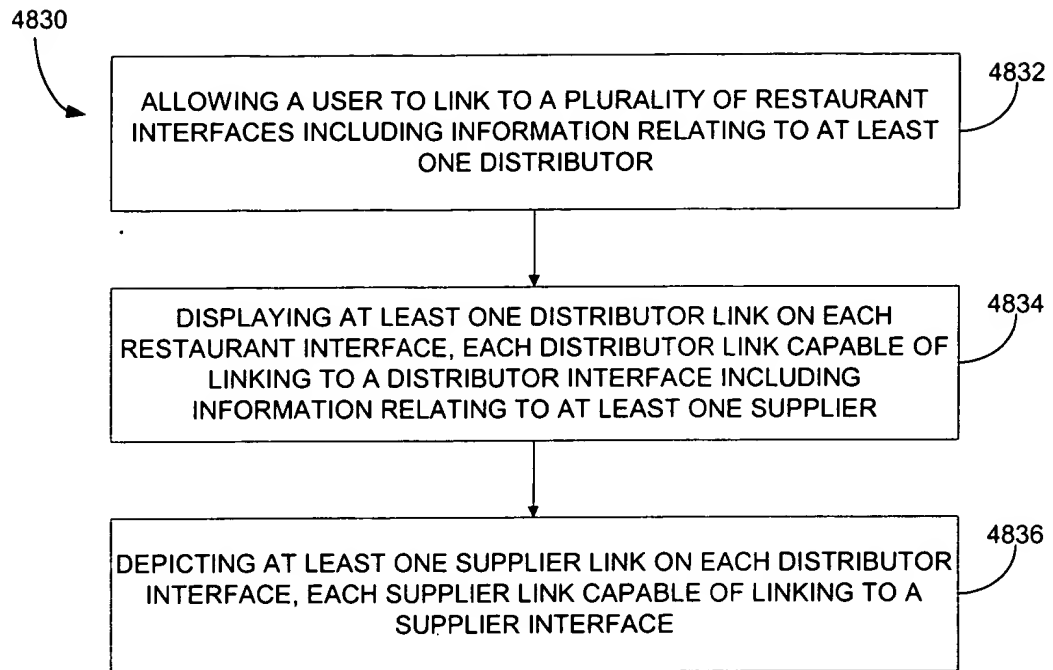 4830
4832
ALLOWING A USER TO LINK TO A PLURALITY OF RESTAURANT
INTERFACES INCLUDING INFORMATION RELATING TO AT LEAST
ONE DISTRIBUTOR
4834
DISPLAYING AT LEAST ONE DISTRIBUTOR LINK ON EACH
RESTAURANT INTERFACE, EACH DISTRIBUTOR LINK CAPABLE OF
LINKING TO A DISTRIBUTOR INTERFACE INCLUDING
INFORMATION RELATING TO AT LEAST ONE SUPPLIER
4836
DEPICTING AT LEAST ONE SUPPLIER LINK ON EACH DISTRIBUTOR
INTERFACE, EACH SUPPLIER LINK CAPABLE OF LINKING TO A
SUPPLIER INTERFACE